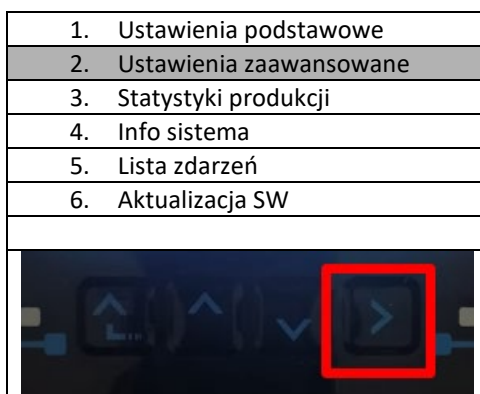 1. Ustawienia podstawowe
2. Ustawienia zaawansowane
3. Statystyki produkcji
4. Info sistema
5. Lista zdarzeń
6. Aktualizacja SW